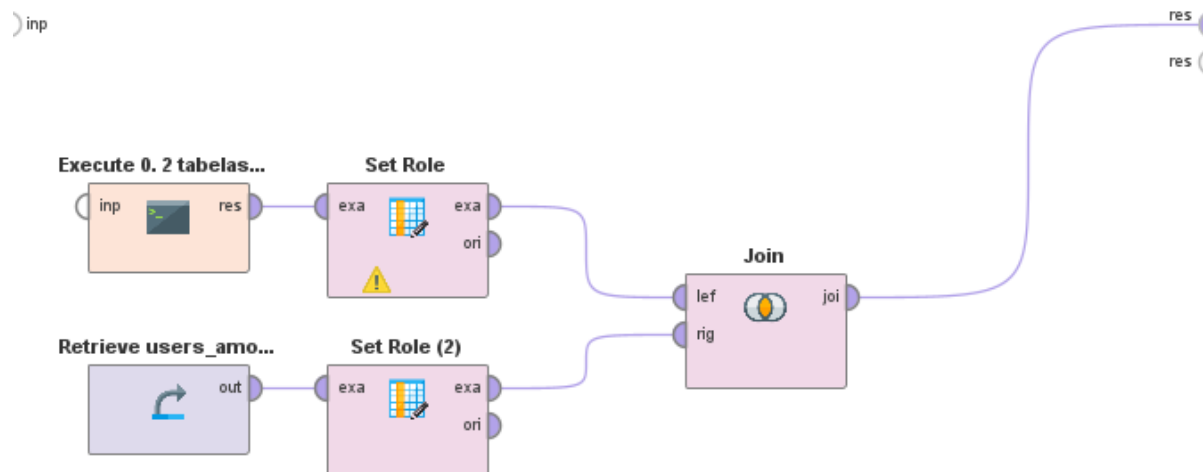 inp
res
res
Execute 0. 2 tabelas...
Set Role
inp
res
exa
exa
ori
Join
lef
joi
rig
Retrieve users_amo...
Set Role (2)
out
exa
exa
ori